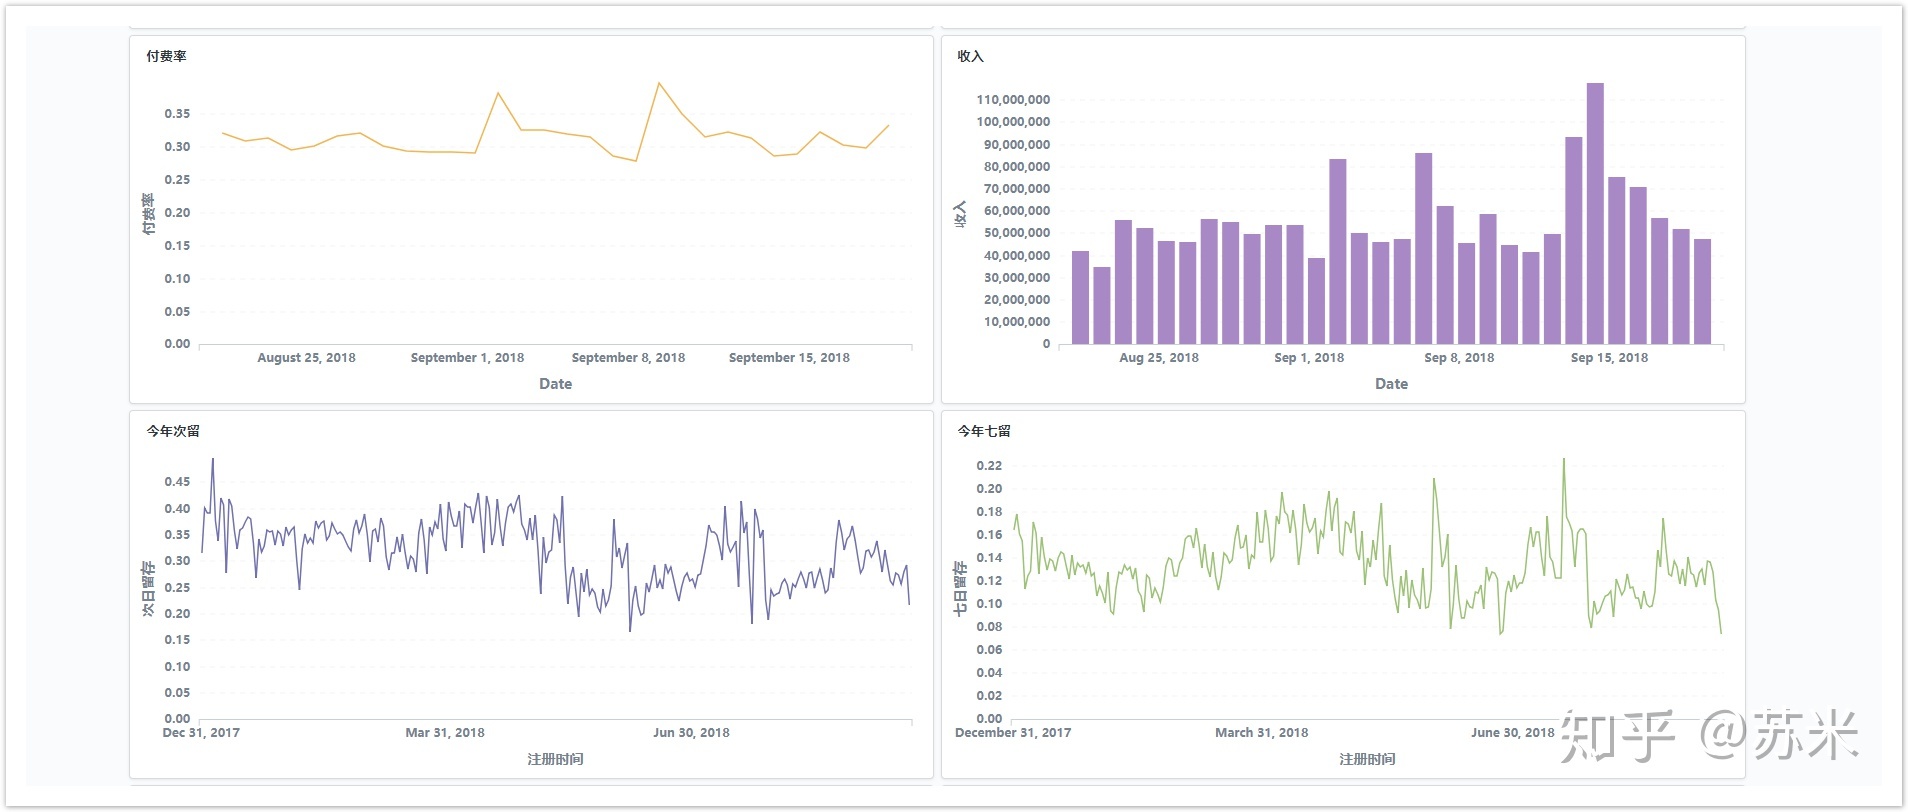 付费率
0.35
0.30
0.25
0.20
0.15
0.10
0.05
0.00
付费率
August 25, 2018 September 1, 2018 September 8, 2018 September 15, 2018
Date
收入
110,000,000
100,000,000
90,000,000
80,000,000
70,000,000
60,000,000
50,000,000
40,000,000
30,000,000
20,000,000
10,000,000
0
收入
Aug 25, 2018 Sep 1, 2018 Sep 8, 2018 Sep 15, 2018
Date
今年次留
0.45
0.40
0.35
0.30
0.25
0.20
0.15
0.10
0.05
0.00
次日留存
Dec 31, 2017 Mar 31, 2018 Jun 30, 2018
注册时间
今年七留
0.22
0.20
0.18
0.16
0.14
0.12
0.10
0.08
0.06
0.04
0.02
0.00
七日留存
December 31, 2017 March 31, 2018 June 30, 2018
注册时间
知乎 @苏米